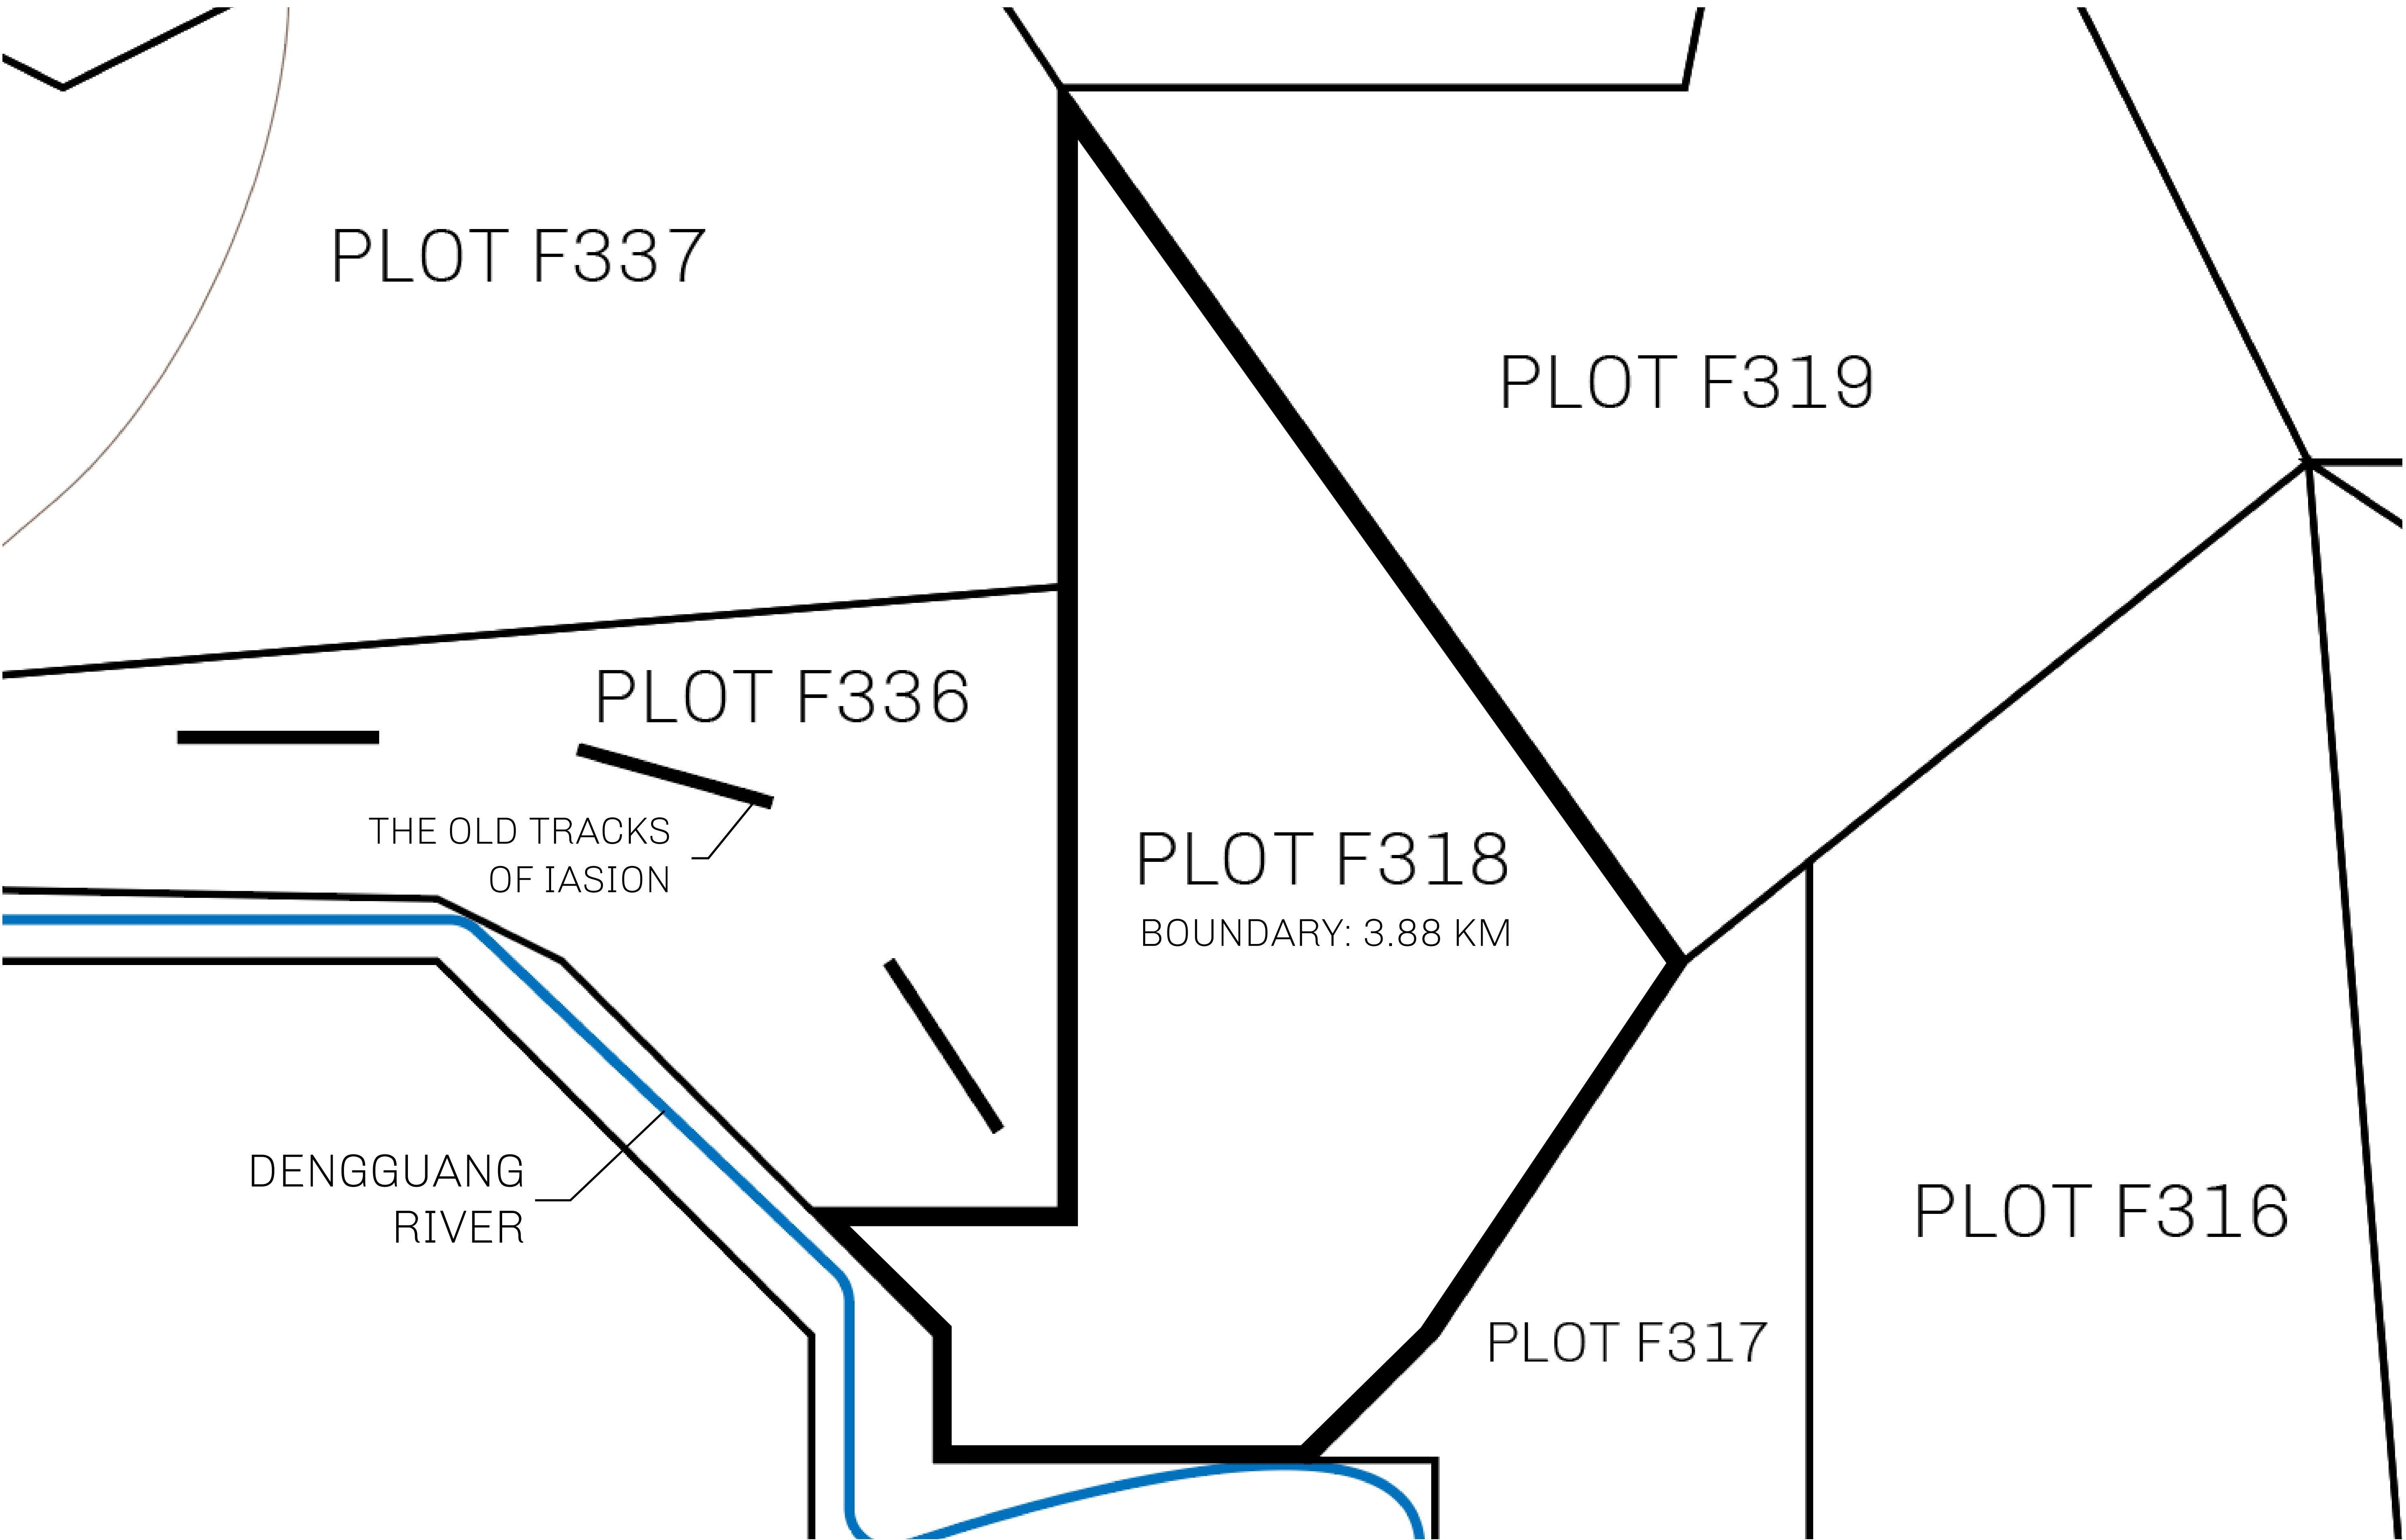 PLOT F337
PLOT F319
PLOT F336
THE OLD TRACKS
OF IASION
PLOT F318
BOUNDARY: 3.88 KM
DENGGUANG
RIVER
PLOT F316
PLOT F317